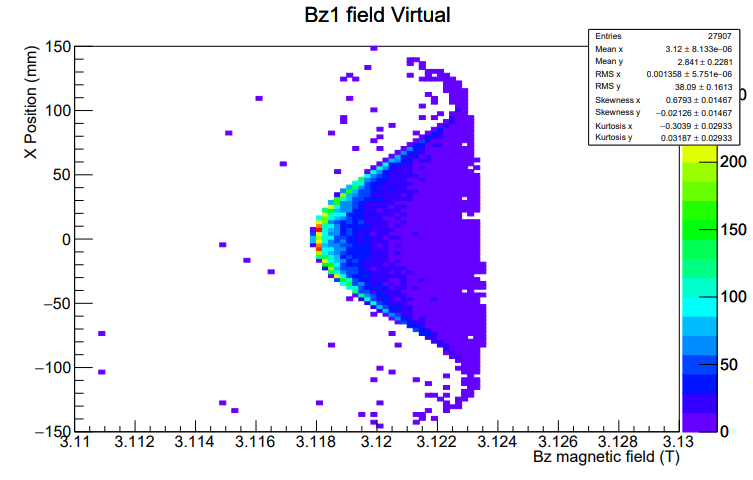 Bz1 field Virtual
Entries 27907
Mean x 3.12 ± 8.133e−06
Mean y 2.841 ± 0.2281
RMS x 0.001358 ± 5.751e−06
RMS y 38.09 ± 0.1613
Skewness x 0.6793 ± 0.01467
Skewness y −0.02126 ± 0.01467
Kurtosis x −0.3039 ± 0.02933
Kurtosis y 0.03187 ± 0.02933
X Position (mm)
150
100
50
0
−50
−100
−150
3.11 3.112 3.114 3.116 3.118 3.12 3.122 3.124 3.126 3.128 3.13
Bz magnetic field (T)
200
150
100
50
0